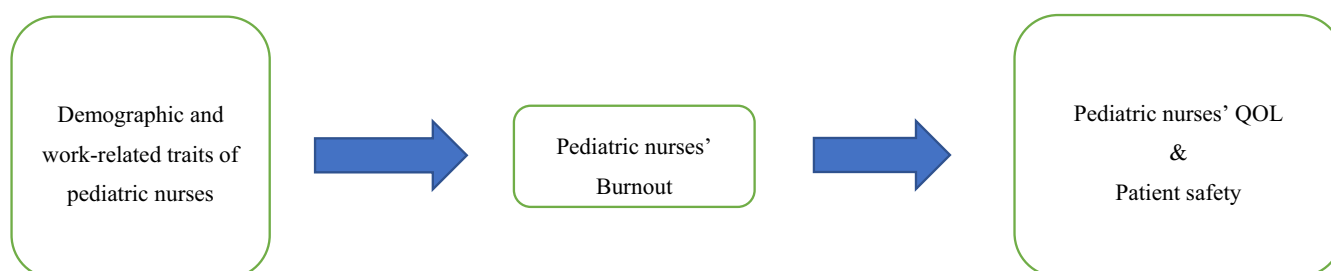 Demographic and
work-related traits of
pediatric nurses
Pediatric nurses’
Burnout
Pediatric nurses’ QOL
&
Patient safety